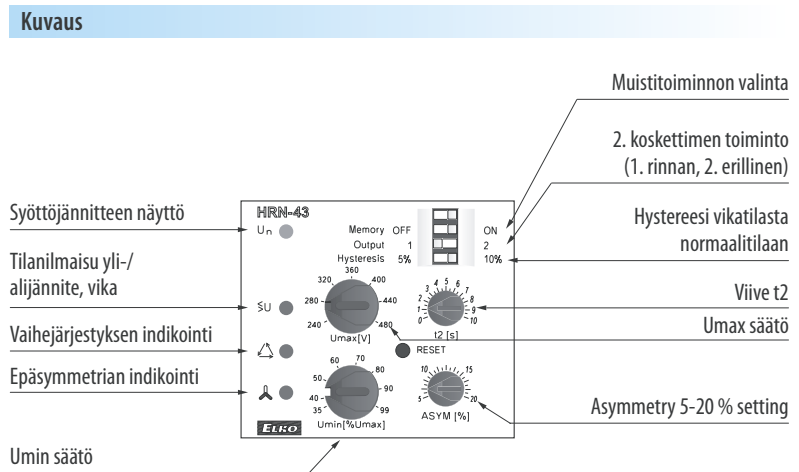 Kuvaus
Muistitoiminnon valinta
2. koskettimen toiminto
(1. rinnan, 2. erillinen)
Hystereesi vikatilasta
normaalitilaan
Viive t2
Umax säätö
Asymmetry 5-20 % setting
Syöttöjännitteen näyttö
Tilanilmaisu yli-/
alijännite, vika
Vaihejärjestyksen indikointi
Epäsymmetrian indikointi
Umin säätö
HRN-43
Un
Memory OFF ON
Output 1 2
Hysteresis 5% 10%
≲U
240 280 320 360 400 440 480
Umax[V]
0 1 2 3 4 5 6 7 8 9 10
t2 [s]
RESET
35 40 50 60 70 80 90 99
Umin[%Umax]
5 10 15 20
ASYM [%]
ELKO